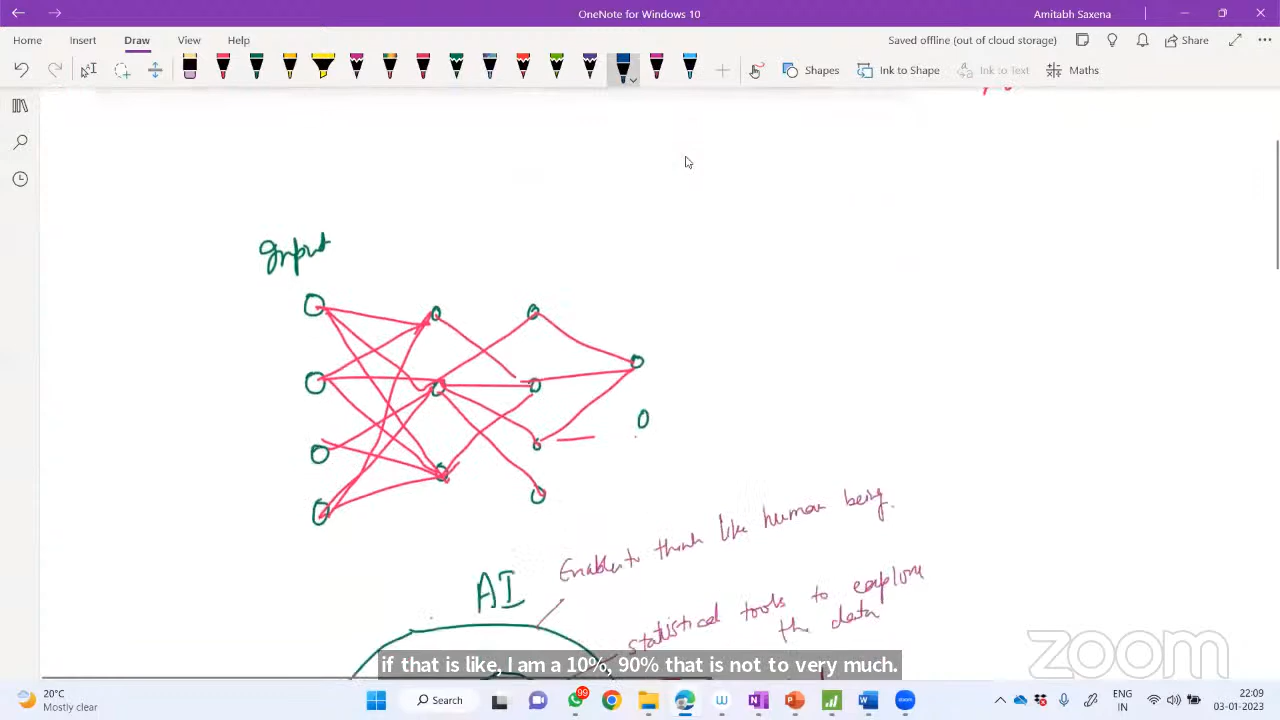 OneNote for Windows 10
Amitabh Saxena
Home Insert Draw View Help
Saved offline (out of cloud storage)
Share
Shapes
Ink to Shape
Ink to Text
Maths
Input
AI
Enables to think like human being.
statistical tools to explore
the data
if that is like, I am a 10%, 90% that is not to very much.
zoom
20°C
Mostly clou
Search
99
ENG
IN
22:09
03-01-2023